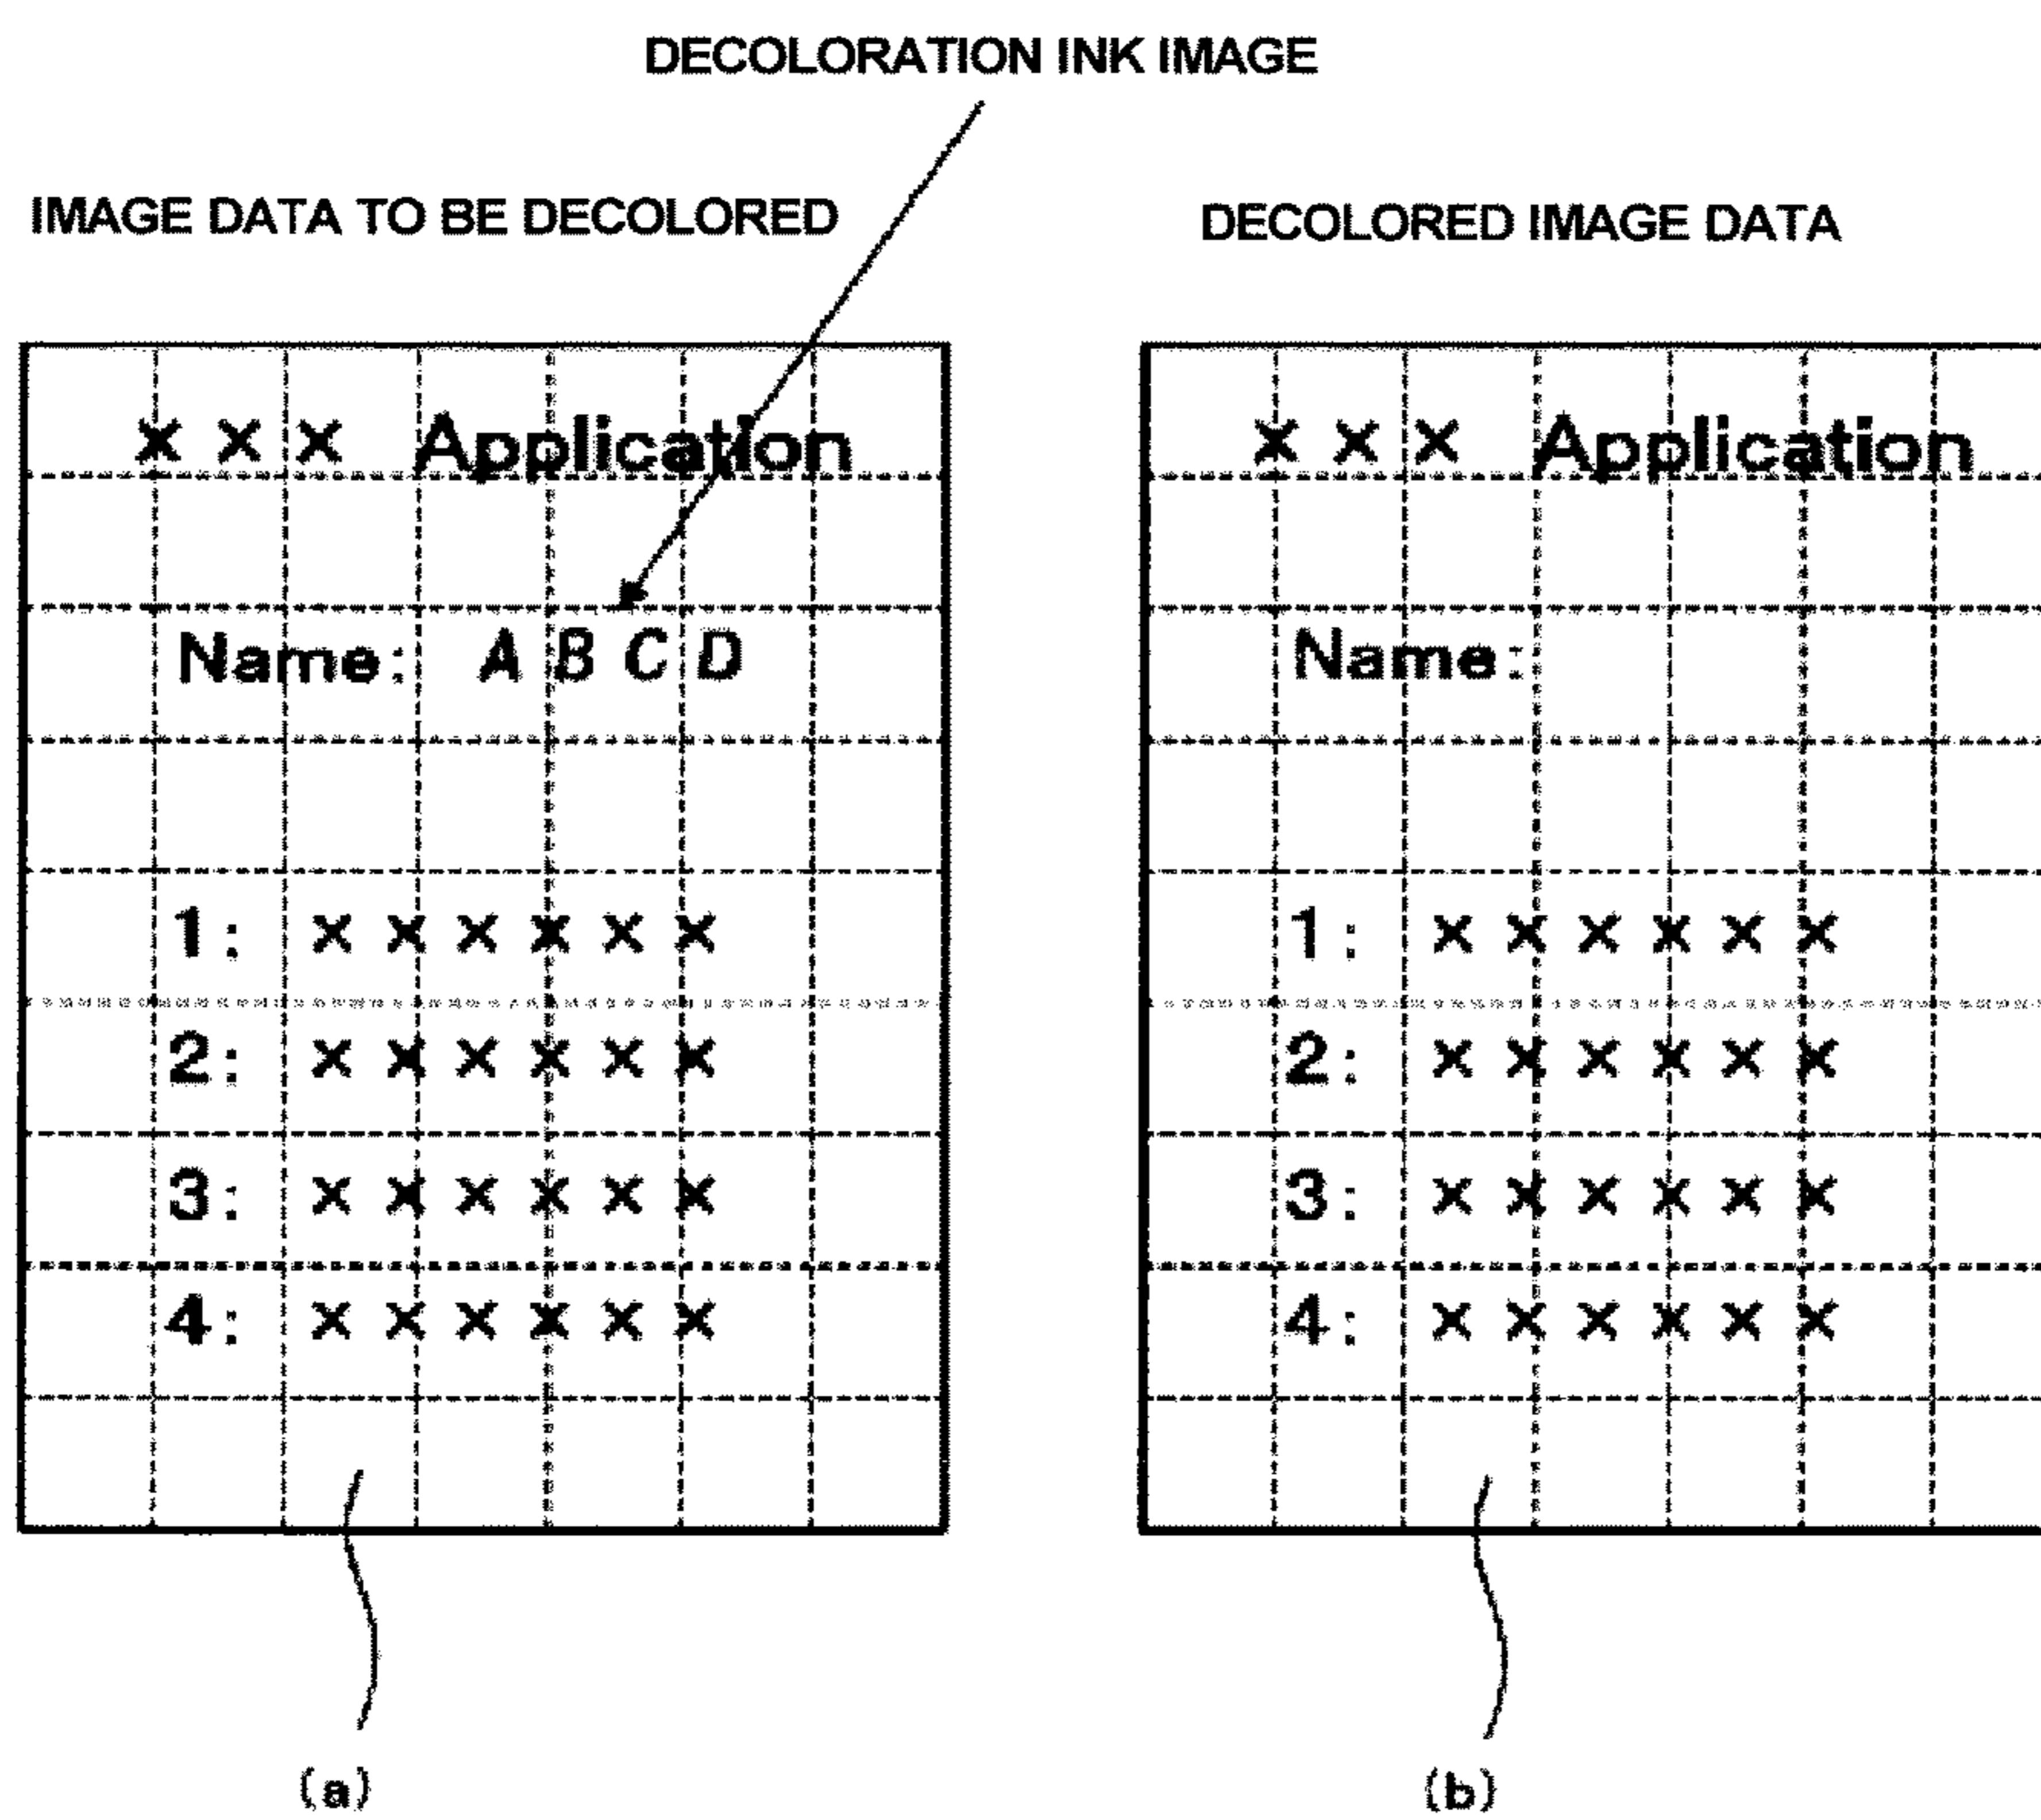 DECOLORATION INK IMAGE
IMAGE DATA TO BE DECOLORED
× × × Application
Name: A B C D
1: × × × × × ×
2: × × × × × ×
3: × × × × × ×
4: × × × × × ×
(a)
DECOLORED IMAGE DATA
× × × Application
Name:
1: × × × × × ×
2: × × × × × ×
3: × × × × × ×
4: × × × × × ×
(b)